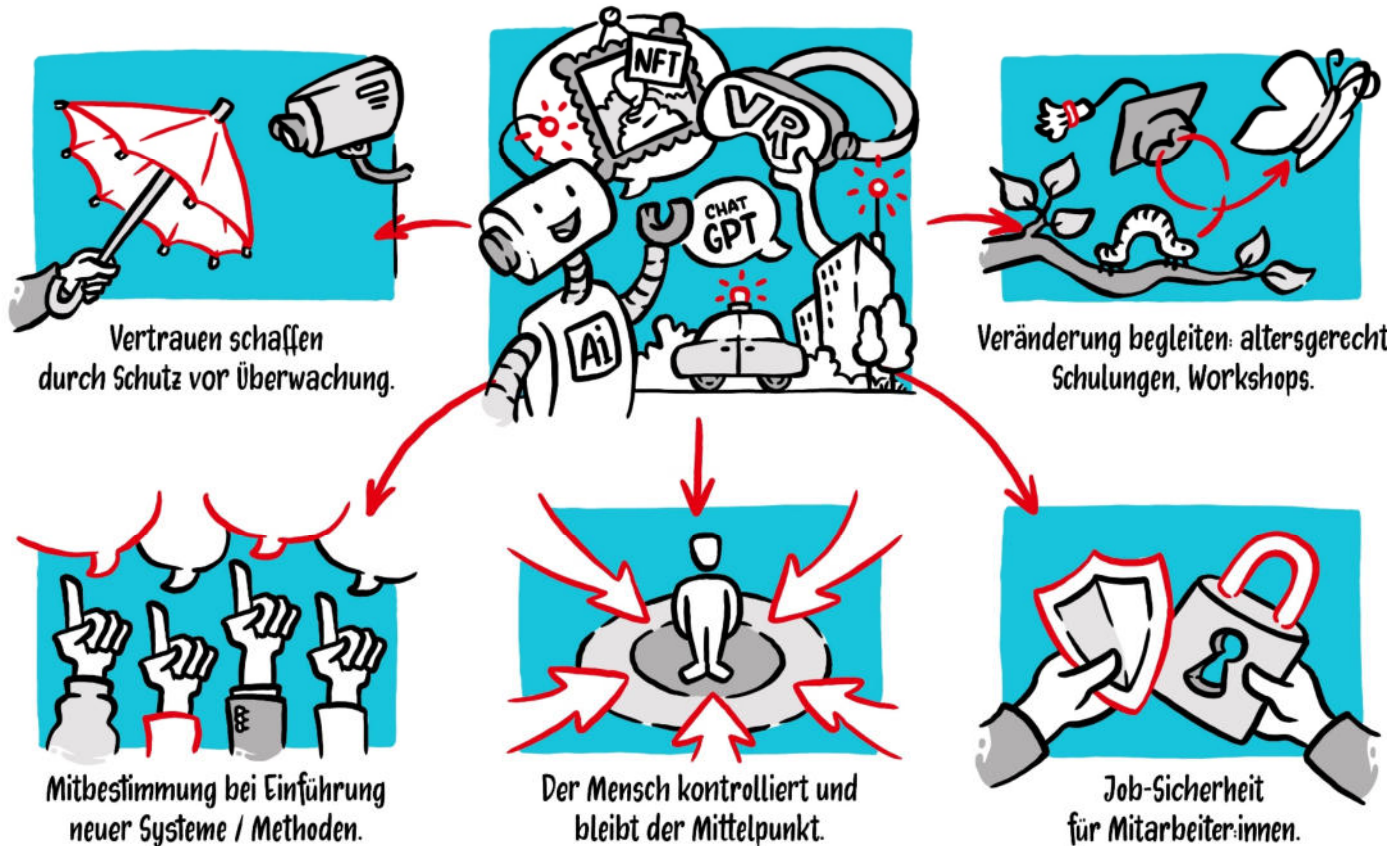 NFT
VR
CHAT
GPT
Ai
Vertrauen schaffen
durch Schutz vor Überwachung.
Veränderung begleiten: altersgerecht
Schulungen, Workshops.
Mitbestimmung bei Einführung
neuer Systeme / Methoden.
Der Mensch kontrolliert und
bleibt der Mittelpunkt.
Job-Sicherheit
für Mitarbeiter:innen.